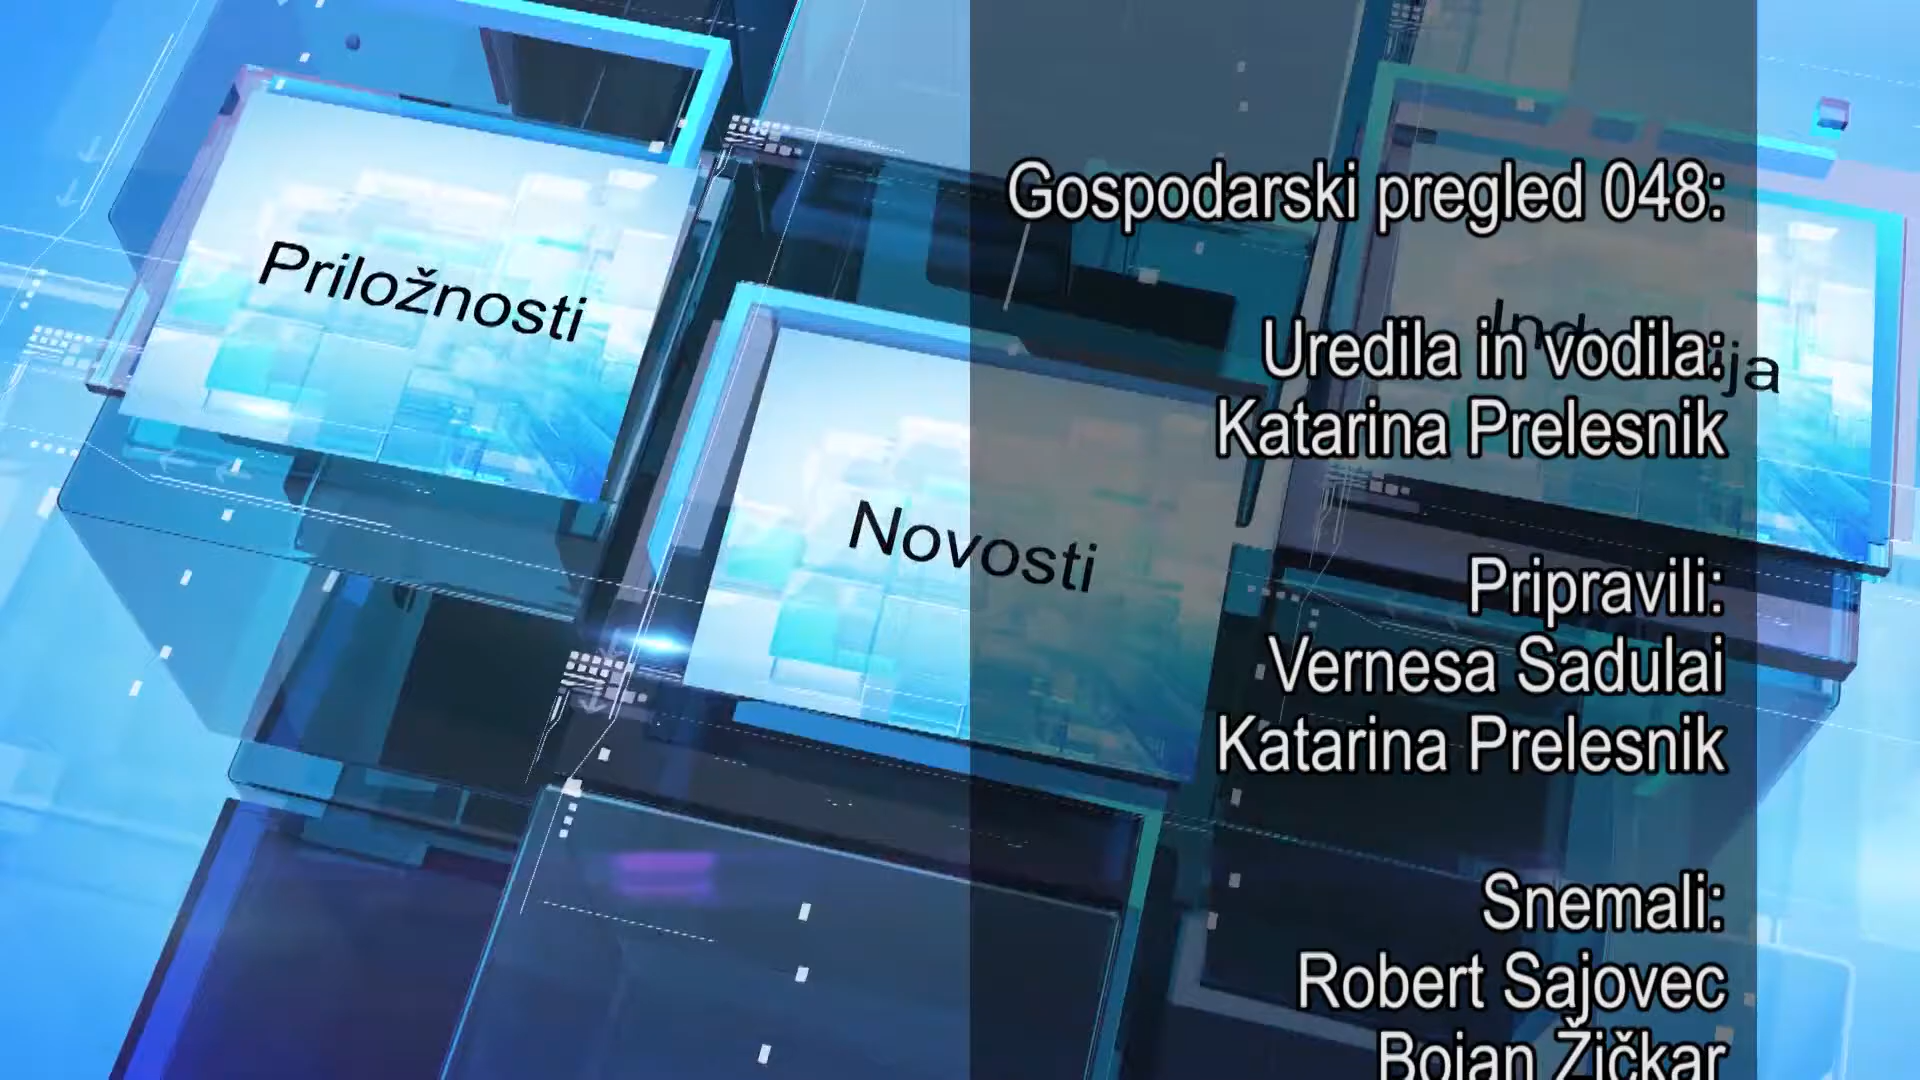 Priložnosti
Novosti
Gospodarski pregled 048:
Uredila in vodila:
Katarina Prelesnik
Pripravili:
Vernesa Sadulai
Katarina Prelesnik
Snemali:
Robert Sajovec
Bojan Žičkar